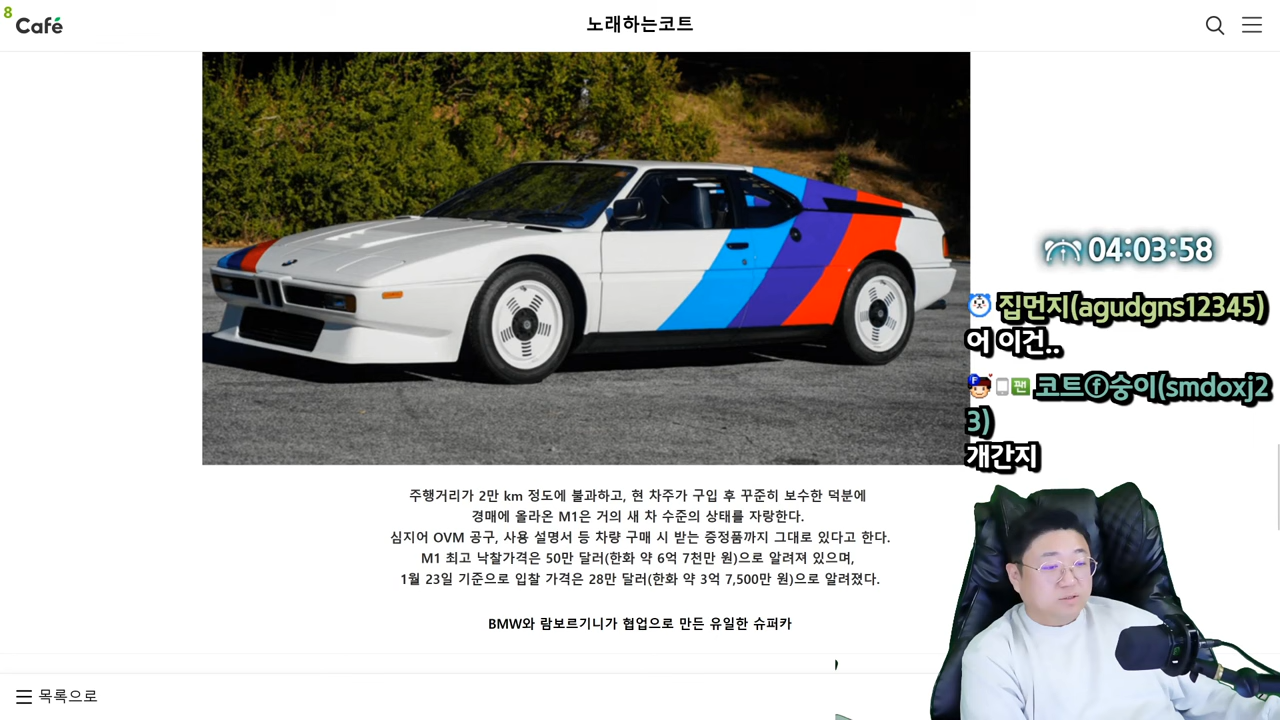 8
Café
노래하는코트
04:03:58
집먼지(agudgns12345)
어 이건..
짼 코트ⓕ숭이(smdoxj2
3)
개간지
주행거리가 2만 km 정도에 불과하고, 현 차주가 구입 후 꾸준히 보수한 덕분에
경매에 올라온 M1은 거의 새 차 수준의 상태를 자랑한다.
심지어 OVM 공구, 사용 설명서 등 차량 구매 시 받는 증정품까지 그대로 있다고 한다.
M1 최고 낙찰가격은 50만 달러(한화 약 6억 7천만 원)으로 알려져 있으며,
1월 23일 기준으로 입찰 가격은 28만 달러(한화 약 3억 7,500만 원)으로 알려졌다.
BMW와 람보르기니가 협업으로 만든 유일한 슈퍼카
목록으로